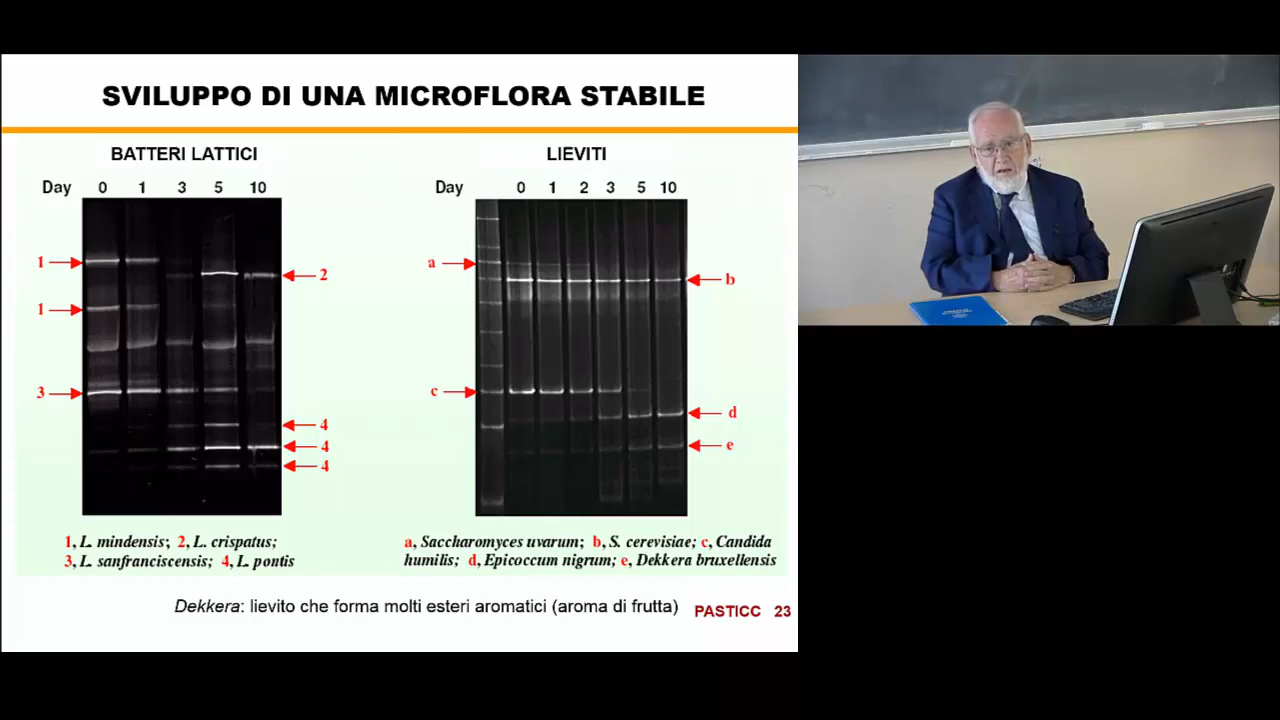 SVILUPPO DI UNA MICROFLORA STABILE
BATTERI LATTICI
Day 0 1 3 5 10
1
1
3
2
4
4
4
1, L. mindensis; 2, L. crispatus;
3, L. sanfranciscensis; 4, L. pontis
LIEVITI
Day 0 1 2 3 5 10
a
c
b
d
e
a, Saccharomyces uvarum; b, S. cerevisiae; c, Candida
humilis; d, Epicoccum nigrum; e, Dekkera bruxellensis
Dekkera: lievito che forma molti esteri aromatici (aroma di frutta)
PASTICC 23